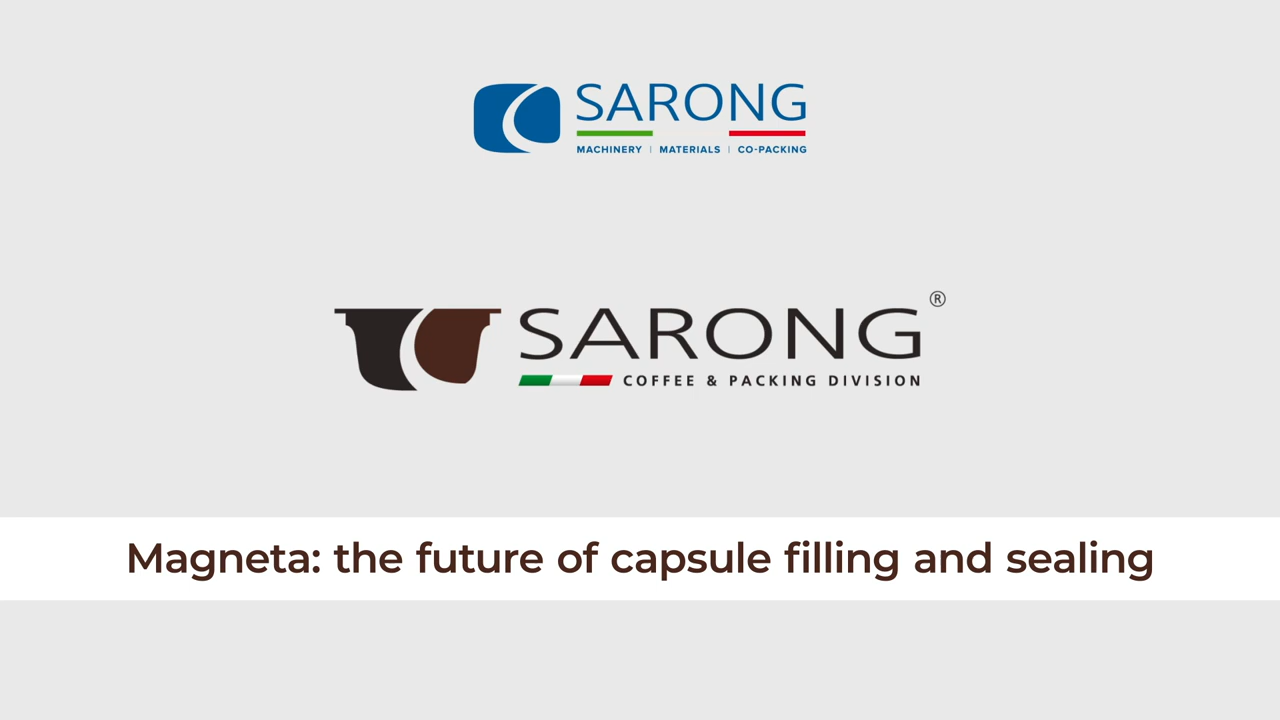 SARONG
MACHINERY | MATERIALS | CO-PACKING
SARONG®
COFFEE & PACKING DIVISION
Magneta: the future of capsule filling and sealing